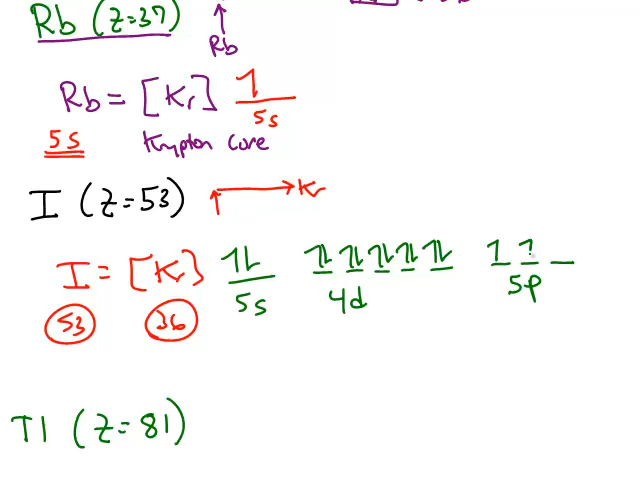 Rb (Z=37)
Rb
Rb = [Kr] 1
5s
5s
Krypton core
I (Z=53)
Kr
I = [Kr] 1L 1L 1L 1L 1L 1L 1 1
5s 4d 5p
53 36
Tl (Z=81)